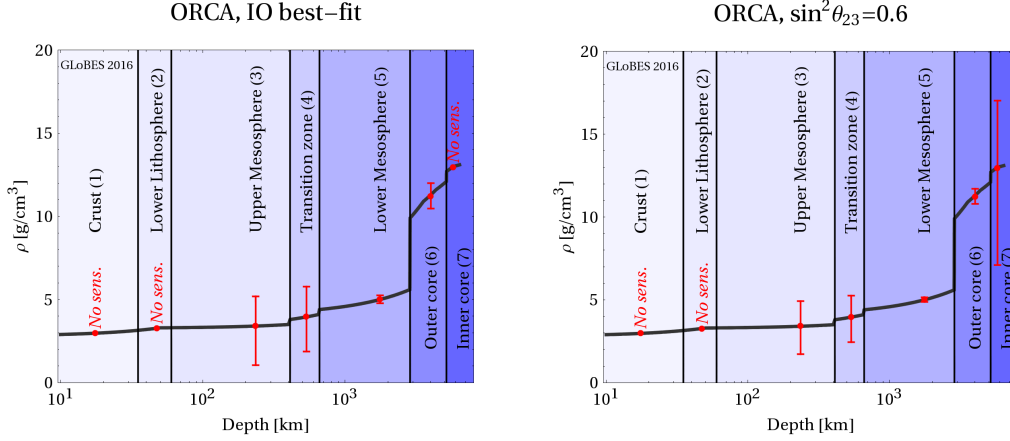 ORCA, IO best−fit
GLoBES 2016
Crust (1)
Lower Lithosphere (2)
Upper Mesosphere (3)
Transition zone (4)
Lower Mesosphere (5)
Outer core (6)
Inner core (7)
No sens.
No sens.
No sens.
20
15
10
5
0
ρ [g/cm³]
10¹
10²
10³
Depth [km]
ORCA, sin²θ₂₃=0.6
GLoBES 2016
Crust (1)
Lower Lithosphere (2)
Upper Mesosphere (3)
Transition zone (4)
Lower Mesosphere (5)
Outer core (6)
Inner core (7)
No sens.
No sens.
20
15
10
5
0
ρ [g/cm³]
10¹
10²
10³
Depth [km]